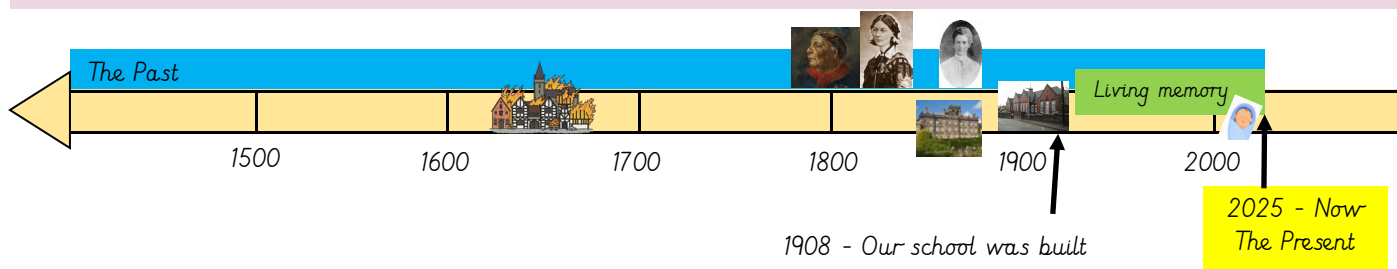 The Past
Living memory
1500
1600
1700
1800
1900
2000
2025 - Now
The Present
1908 - Our school was built